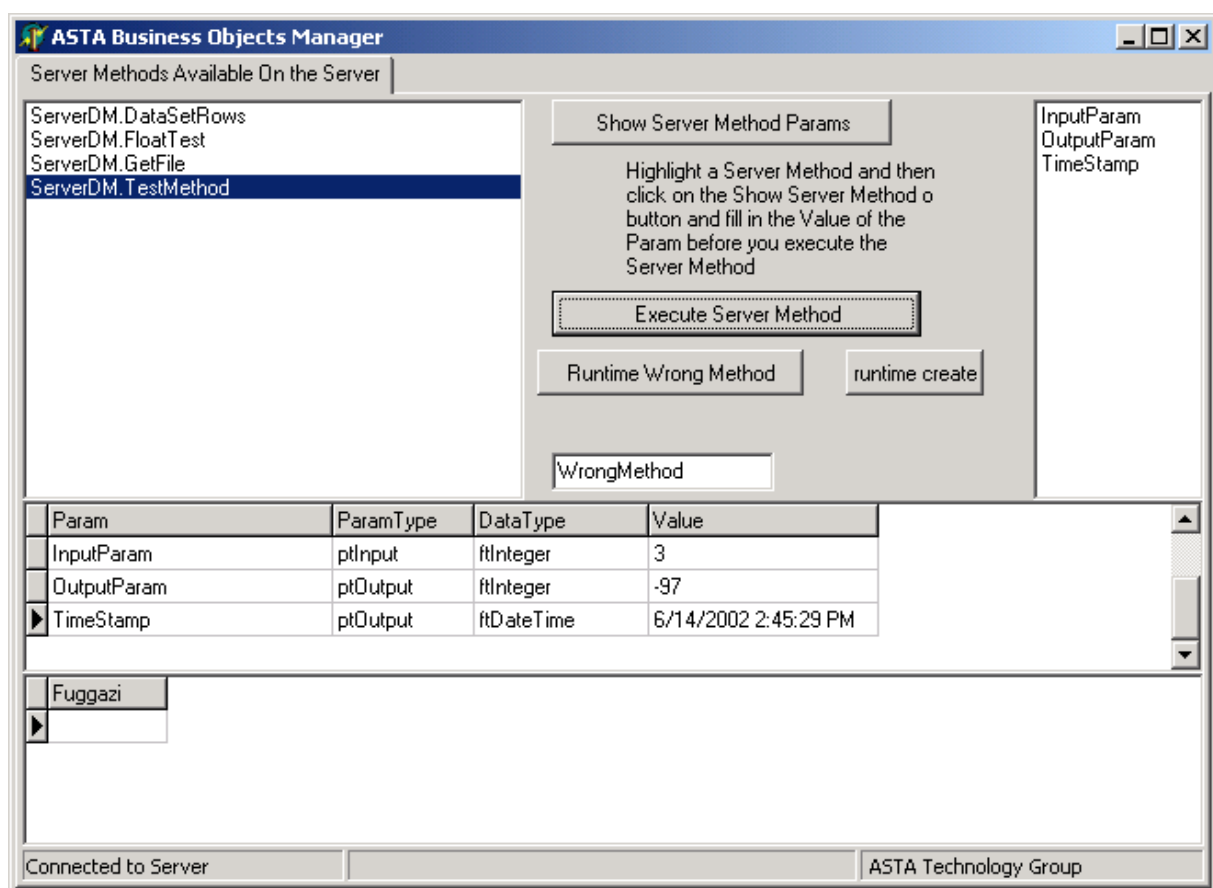 ASTA Business Objects Manager
Server Methods Available On the Server
ServerDM.DataSetRows
ServerDM.FloatTest
ServerDM.GetFile
ServerDM.TestMethod
Show Server Method Params
Highlight a Server Method and then
click on the Show Server Method o
button and fill in the Value of the
Param before you execute the
Server Method
Execute Server Method
Runtime Wrong Method
runtime create
WrongMethod
InputParam
OutputParam
TimeStamp
Param ParamType DataType Value
InputParam ptInput ftInteger 3
OutputParam ptOutput ftInteger -97
TimeStamp ptOutput ftDateTime 6/14/2002 2:45:29 PM
Fuggazi
Connected to Server
ASTA Technology Group